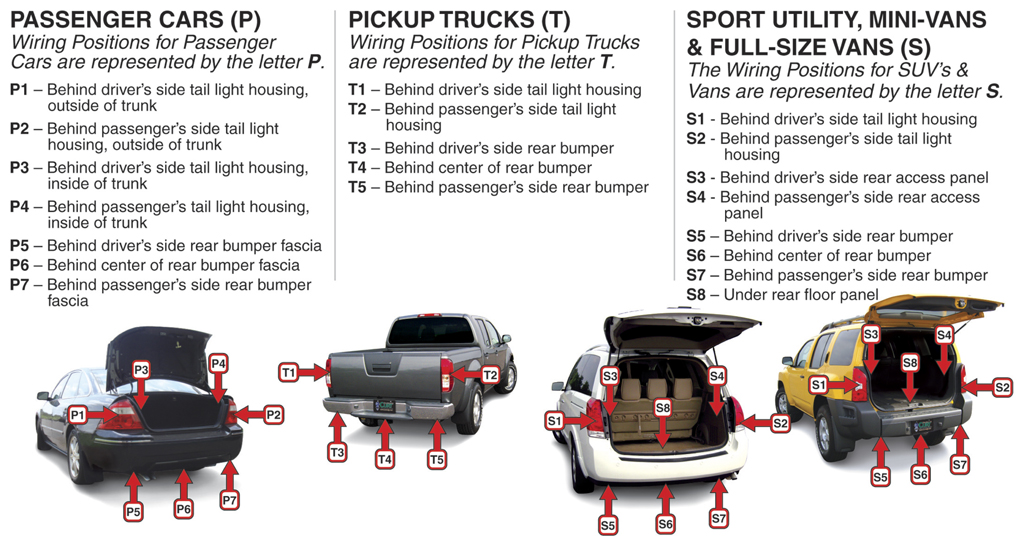 PASSENGER CARS (P)
Wiring Positions for Passenger
Cars are represented by the letter P.
P1 – Behind driver's side tail light housing,
outside of trunk
P2 – Behind passenger's side tail light
housing, outside of trunk
P3 – Behind driver's side tail light housing,
inside of trunk
P4 – Behind passenger's tail light housing,
inside of trunk
P5 – Behind driver's side rear bumper fascia
P6 – Behind center of rear bumper fascia
P7 – Behind passenger's side rear bumper
fascia
PICKUP TRUCKS (T)
Wiring Positions for Pickup Trucks
are represented by the letter T.
T1 – Behind driver's side tail light housing
T2 – Behind passenger's side tail light
housing
T3 – Behind driver's side rear bumper
T4 – Behind center of rear bumper
T5 – Behind passenger's side rear bumper
SPORT UTILITY, MINI-VANS
& FULL-SIZE VANS (S)
The Wiring Positions for SUV's &
Vans are represented by the letter S.
S1 - Behind driver's side tail light housing
S2 - Behind passenger's side tail light
housing
S3 - Behind driver's side rear access panel
S4 - Behind passenger's side rear access
panel
S5 – Behind driver's side rear bumper
S6 – Behind center of rear bumper
S7 – Behind passenger's side rear bumper
S8 – Under rear floor panel
P3
P4
P1
P2
P5
P6
P7
T1
T2
T3
T4
T5
S3
S4
S1
S8
S2
S5
S6
S7
S3
S4
S8
S1
S2
S5
S6
S7